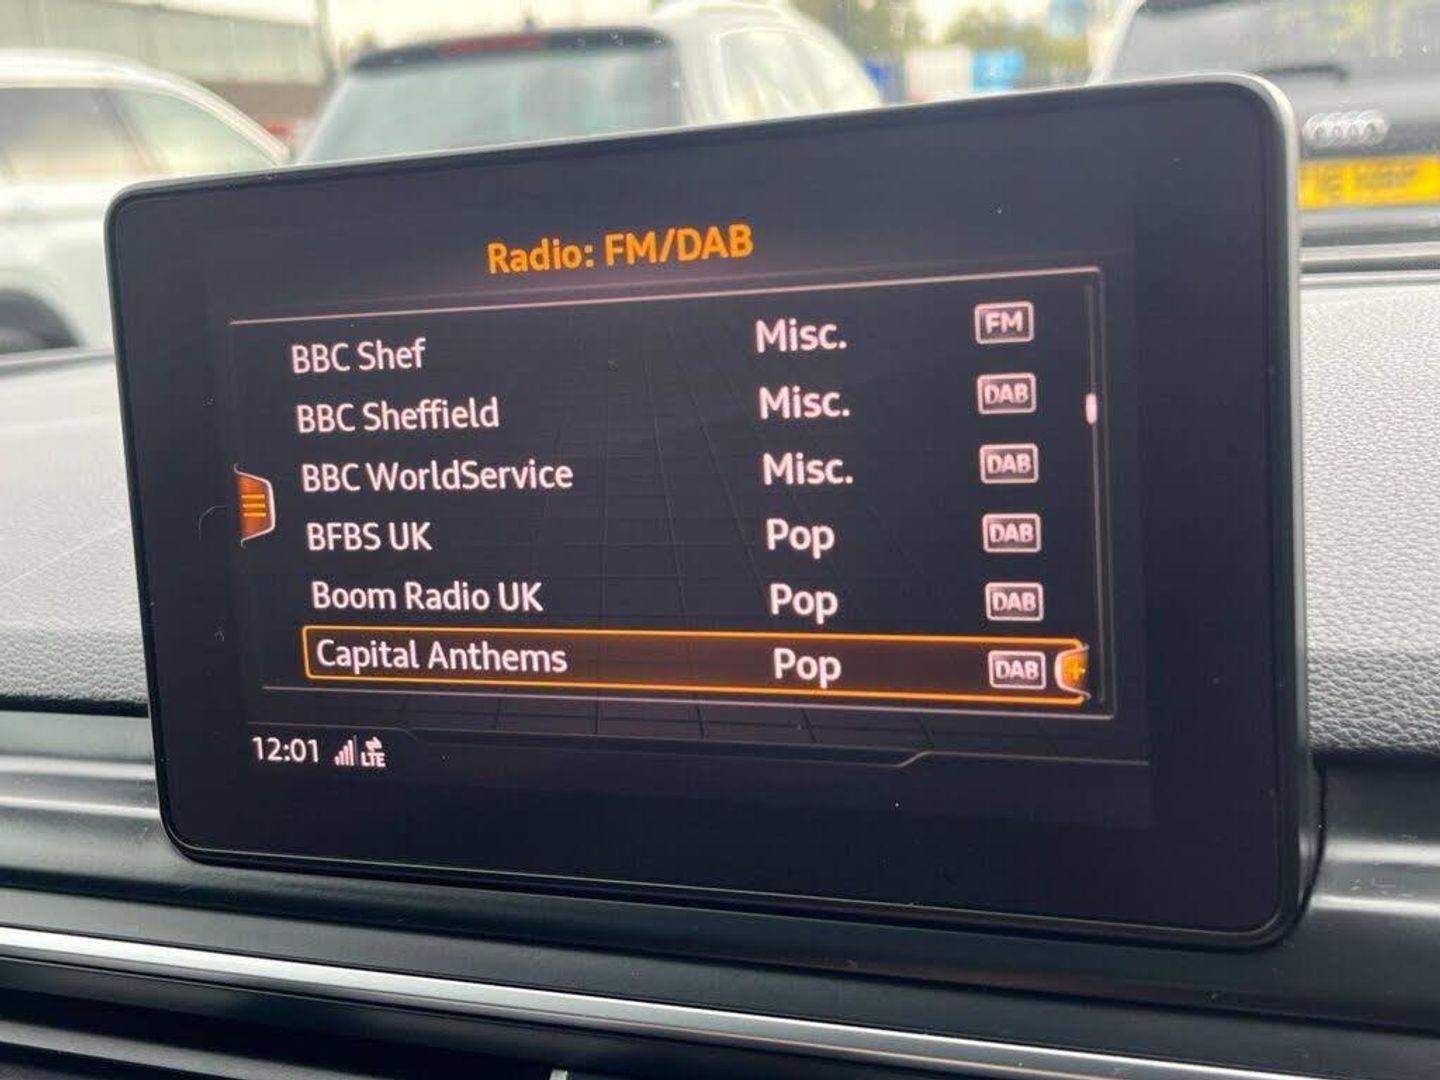 Radio: FM/DAB
BBC Shef Misc. FM
BBC Sheffield Misc. DAB
BBC WorldService Misc. DAB
BFBS UK Pop DAB
Boom Radio UK Pop DAB
Capital Anthems Pop DAB +
12:01 LTE